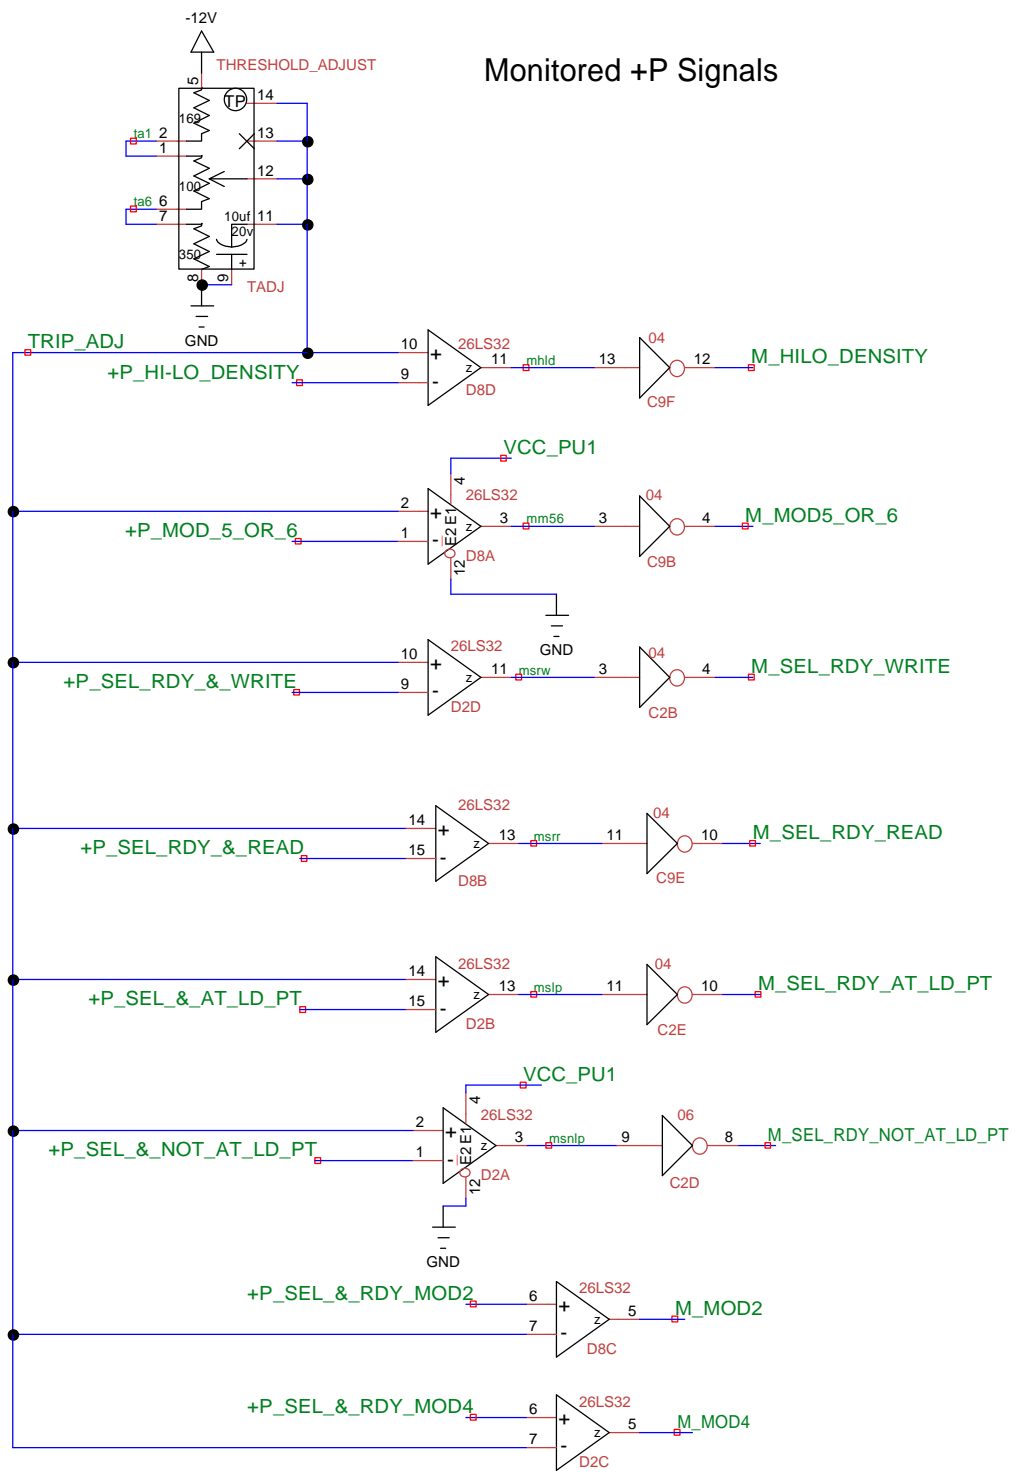 -12V
THRESHOLD_ADJUST
Monitored +P Signals
5
TP 14
169
ta1 2 13
1
100 12
ta6 6
7 10uf 11
20v
350
+
8 9 TADJ
GND
TRIP_ADJ 10 + 26LS32 04
+P_HI-LO_DENSITY 9 - z 11 mhld 13 12 M_HILO_DENSITY
D8D C9F
VCC_PU1
4
26LS32 04
2 + E1
+P_MOD_5_OR_6 1 - E2 z 3 mm56 3 4 M_MOD5_OR_6
D8A C9B
12
GND
26LS32 04
10 +
+P_SEL_RDY_&_WRITE 9 - z 11 msrw 3 4 M_SEL_RDY_WRITE
D2D C2B
26LS32 04
14 +
+P_SEL_RDY_&_READ 15 - z 13 msrr 11 10 M_SEL_RDY_READ
D8B C9E
26LS32 04
14 +
+P_SEL_&_AT_LD_PT 15 - z 13 mslp 11 10 M_SEL_RDY_AT_LD_PT
D2B C2E
VCC_PU1
4
26LS32 06
2 + E1
+P_SEL_&_NOT_AT_LD_PT 1 - E2 z 3 msnlp 9 8 M_SEL_RDY_NOT_AT_LD_PT
D2A C2D
12
GND
26LS32
+P_SEL_&_RDY_MOD2 6 +
7 - z 5 M_MOD2
D8C
26LS32
+P_SEL_&_RDY_MOD4 6 +
7 - z 5 M_MOD4
D2C